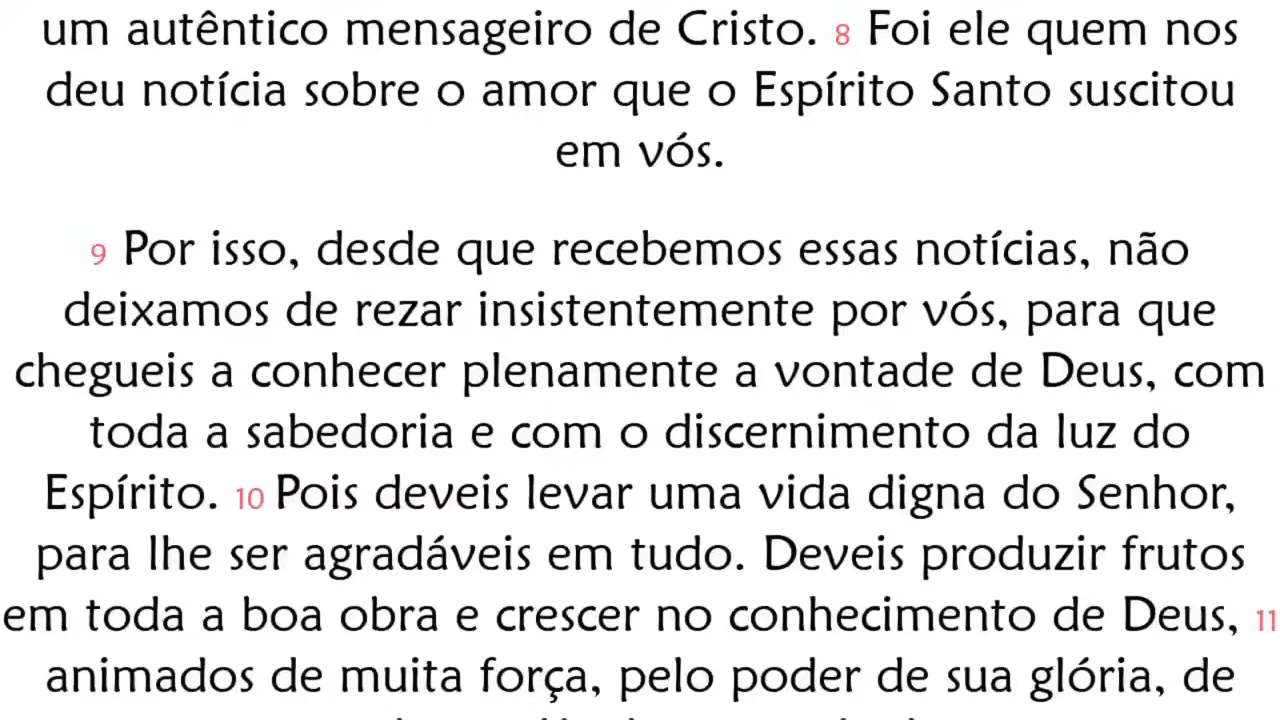 um autêntico mensageiro de Cristo. 8 Foi ele quem nos
deu notícia sobre o amor que o Espírito Santo suscitou
em vós.
9 Por isso, desde que recebemos essas notícias, não
deixamos de rezar insistentemente por vós, para que
chegueis a conhecer plenamente a vontade de Deus, com
toda a sabedoria e com o discernimento da luz do
Espírito. 10 Pois deveis levar uma vida digna do Senhor,
para lhe ser agradáveis em tudo. Deveis produzir frutos
em toda a boa obra e crescer no conhecimento de Deus, 11
animados de muita força, pelo poder de sua glória, de